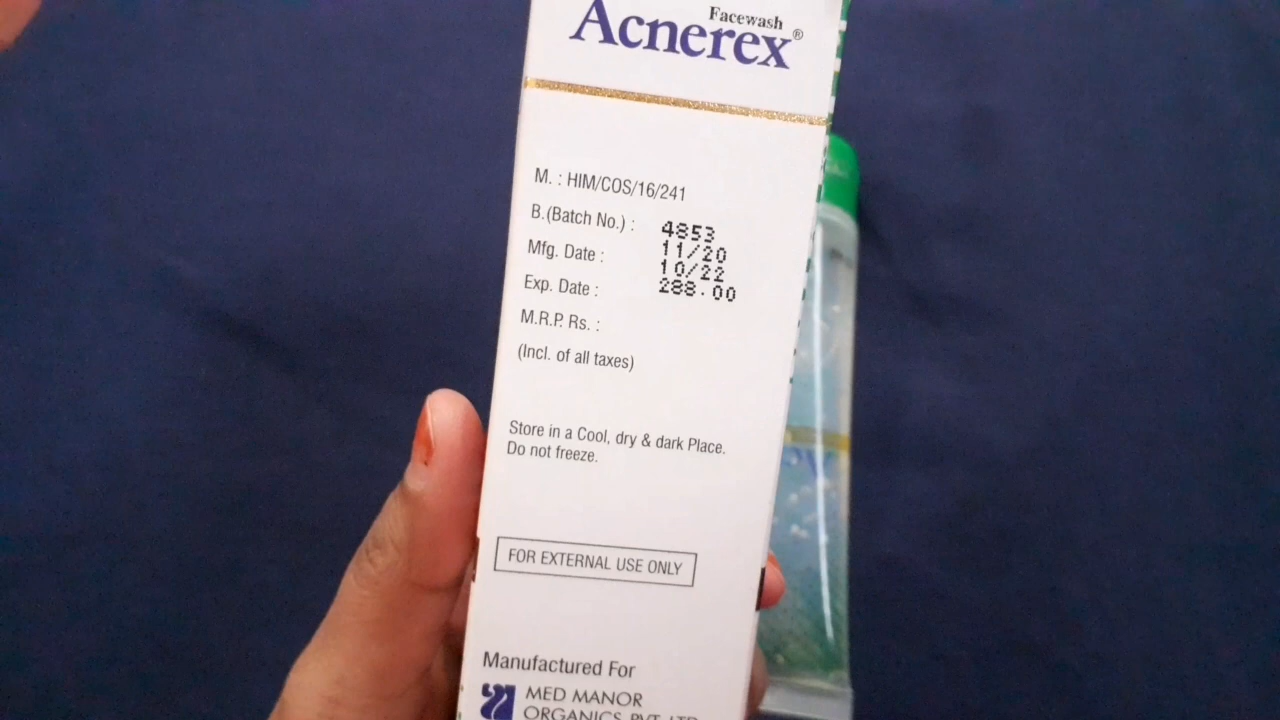 Facewash
Acnerex®
M. : HIM/COS/16/241
B.(Batch No.) : 4853
Mfg. Date : 11/20
Exp. Date : 10/22
M.R.P. Rs. : 288.00
(Incl. of all taxes)
Store in a Cool, dry & dark Place.
Do not freeze.
FOR EXTERNAL USE ONLY
Manufactured For
MED MANOR
ORGANICS PVT. LTD